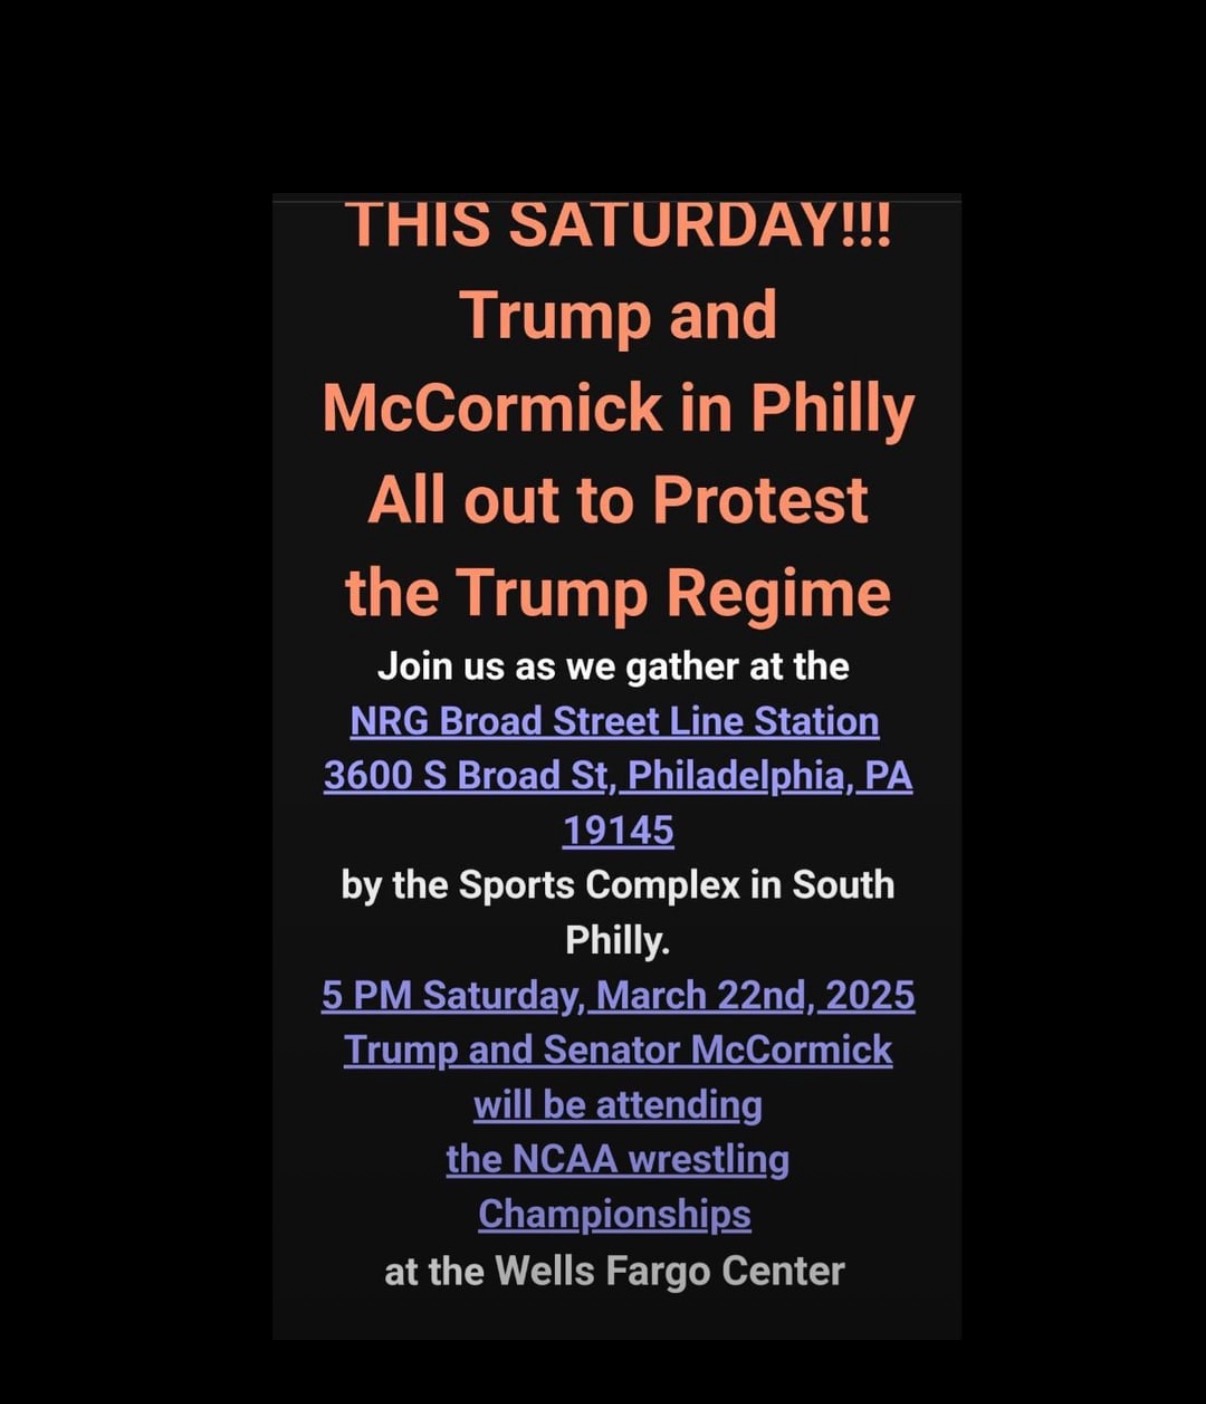 THIS SATURDAY!!!
Trump and
McCormick in Philly
All out to Protest
the Trump Regime
Join us as we gather at the
NRG Broad Street Line Station
3600 S Broad St, Philadelphia, PA
19145
by the Sports Complex in South
Philly.
5 PM Saturday, March 22nd, 2025
Trump and Senator McCormick
will be attending
the NCAA wrestling
Championships
at the Wells Fargo Center